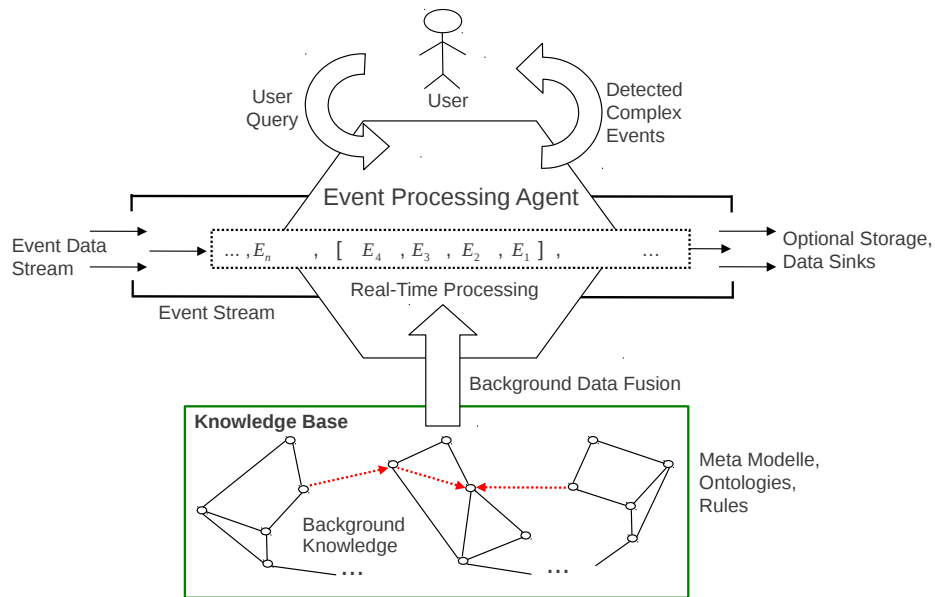 User
Query
User
Detected
Complex
Events
Event Processing Agent
Event Data
Stream
... , E_n , [ E_4 , E_3 , E_2 , E_1 ] , ...
Optional Storage,
Data Sinks
Real-Time Processing
Event Stream
Background Data Fusion
Knowledge Base
Meta Modelle,
Ontologies,
Rules
Background
Knowledge
...
...